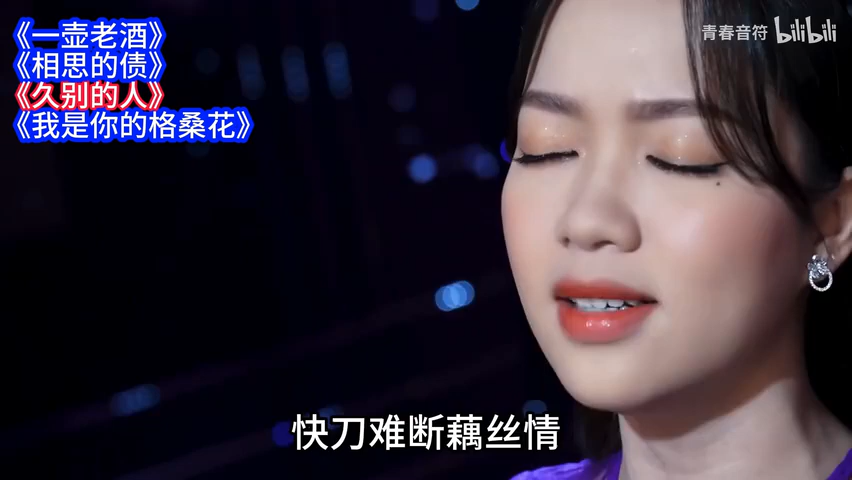 《一壶老酒》
《相思的债》
《久别的人》
《我是你的格桑花》
青春音符 bilibili
快刀难断藕丝情